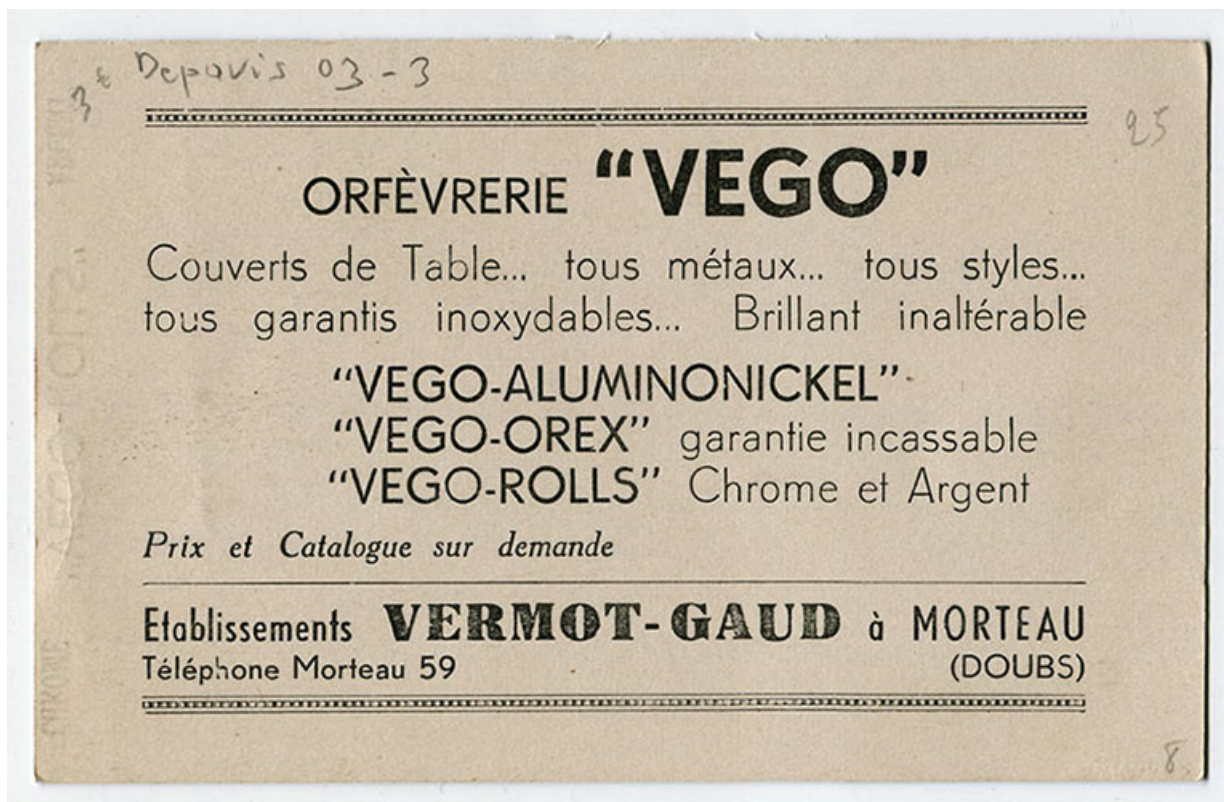 3€ Depavis 03-3
25
ORFÈVRERIE "VEGO"
Couverts de Table... tous métaux... tous styles...
tous garantis inoxydables... Brillant inaltérable
"VEGO-ALUMINONICKEL"
"VEGO-OREX" garantie incassable
"VEGO-ROLLS" Chrome et Argent
Prix et Catalogue sur demande
Etablissements VERMOT-GAUD à MORTEAU
Téléphone Morteau 59 (DOUBS)
8